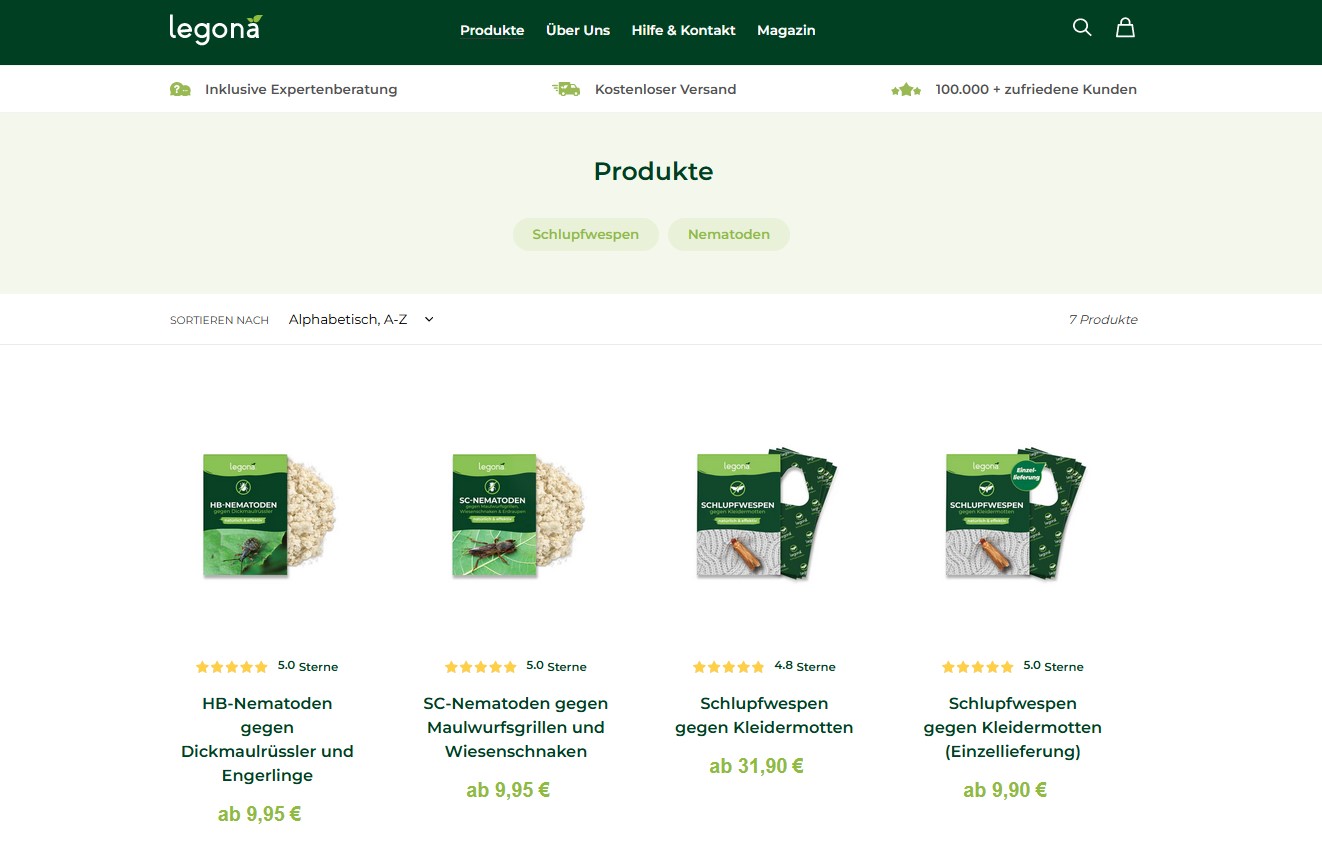 legona
Produkte
Über Uns
Hilfe & Kontakt
Magazin
Inklusive Expertenberatung
Kostenloser Versand
100.000 + zufriedene Kunden
Produkte
Schlupfwespen
Nematoden
SORTIEREN NACH
Alphabetisch, A-Z
7 Produkte
legona
HB-NEMATODEN
gegen Dickmaulrüssler
natürlich & effektiv
legona
SC-NEMATODEN
gegen Maulwurfsgrillen,
Wiesenschnaken & Erdraupen
natürlich & effektiv
legona
SCHLUPFWESPEN
gegen Kleidermotten
natürlich & effektiv
legona
Einzel-
lieferung
SCHLUPFWESPEN
gegen Kleidermotten
natürlich & effektiv
5.0 Sterne
HB-Nematoden
gegen
Dickmaulrüssler und
Engerlinge
ab 9,95 €
5.0 Sterne
SC-Nematoden gegen
Maulwurfsgrillen und
Wiesenschnaken
ab 9,95 €
4.8 Sterne
Schlupfwespen
gegen Kleidermotten
ab 31,90 €
5.0 Sterne
Schlupfwespen
gegen Kleidermotten
(Einzellieferung)
ab 9,90 €